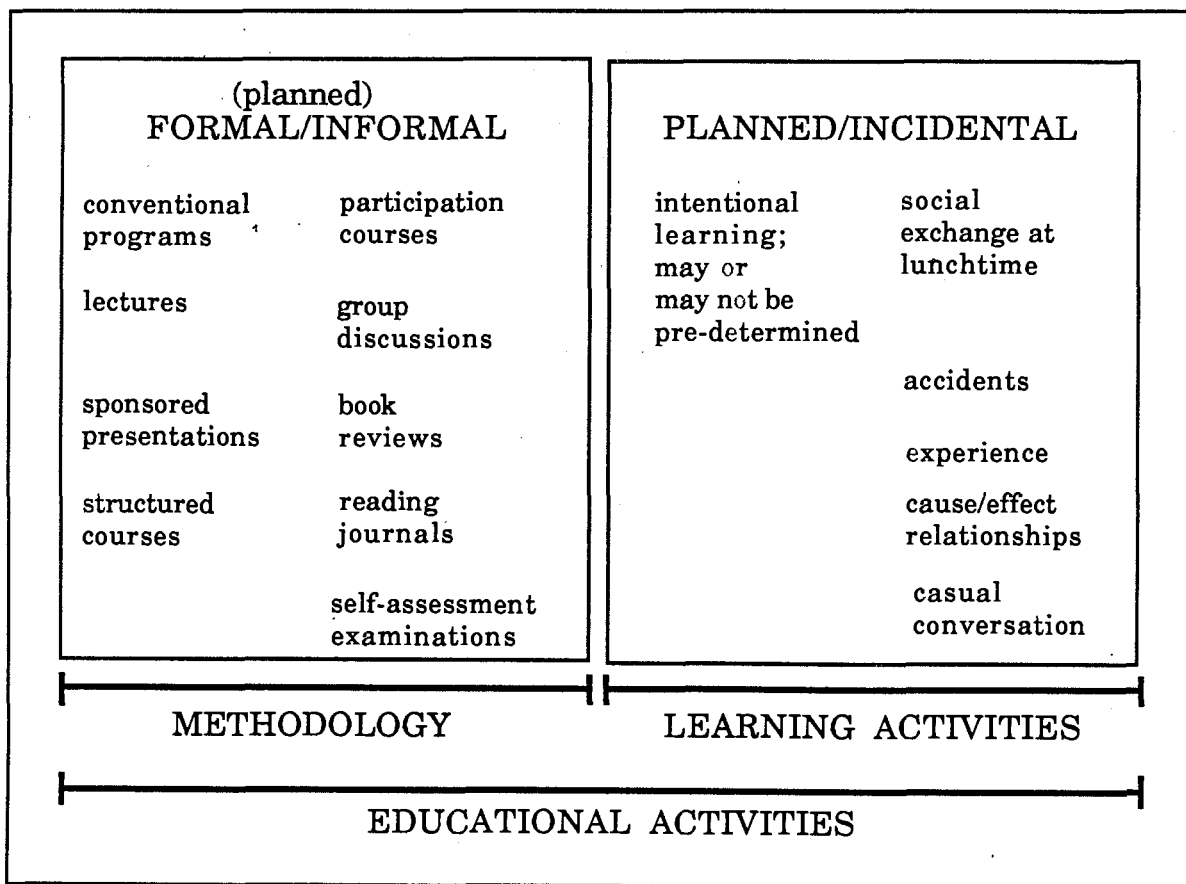 (planned)
FORMAL/INFORMAL
conventional
programs
lectures
sponsored
presentations
structured
courses
participation
courses
group
discussions
book
reviews
reading
journals
self-assessment
examinations
PLANNED/INCIDENTAL
intentional
learning;
may or
may not be
pre-determined
social
exchange at
lunchtime
accidents
experience
cause/effect
relationships
casual
conversation
METHODOLOGY
LEARNING ACTIVITIES
EDUCATIONAL ACTIVITIES